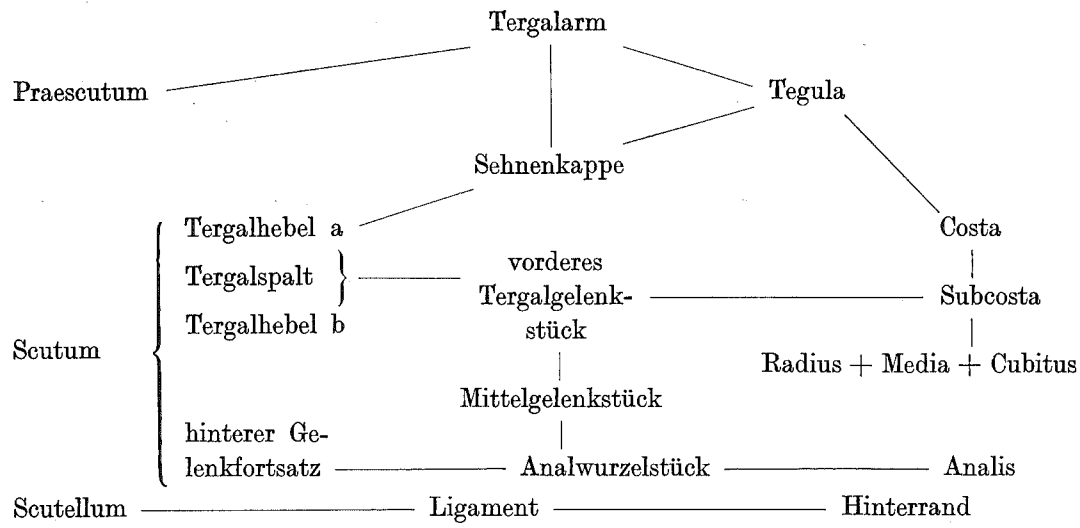 Tergalarm
Praescutum
Tegula
Sehnenkappe
Tergalhebel a
Costa
Tergalspalt
vorderes
Tergalgelenk-
stück
Subcosta
Tergalhebel b
Scutum
Radius + Media + Cubitus
Mittelgelenkstück
hinterer Ge-
lenkfortsatz
Analwurzelstück
Analis
Scutellum
Ligament
Hinterrand